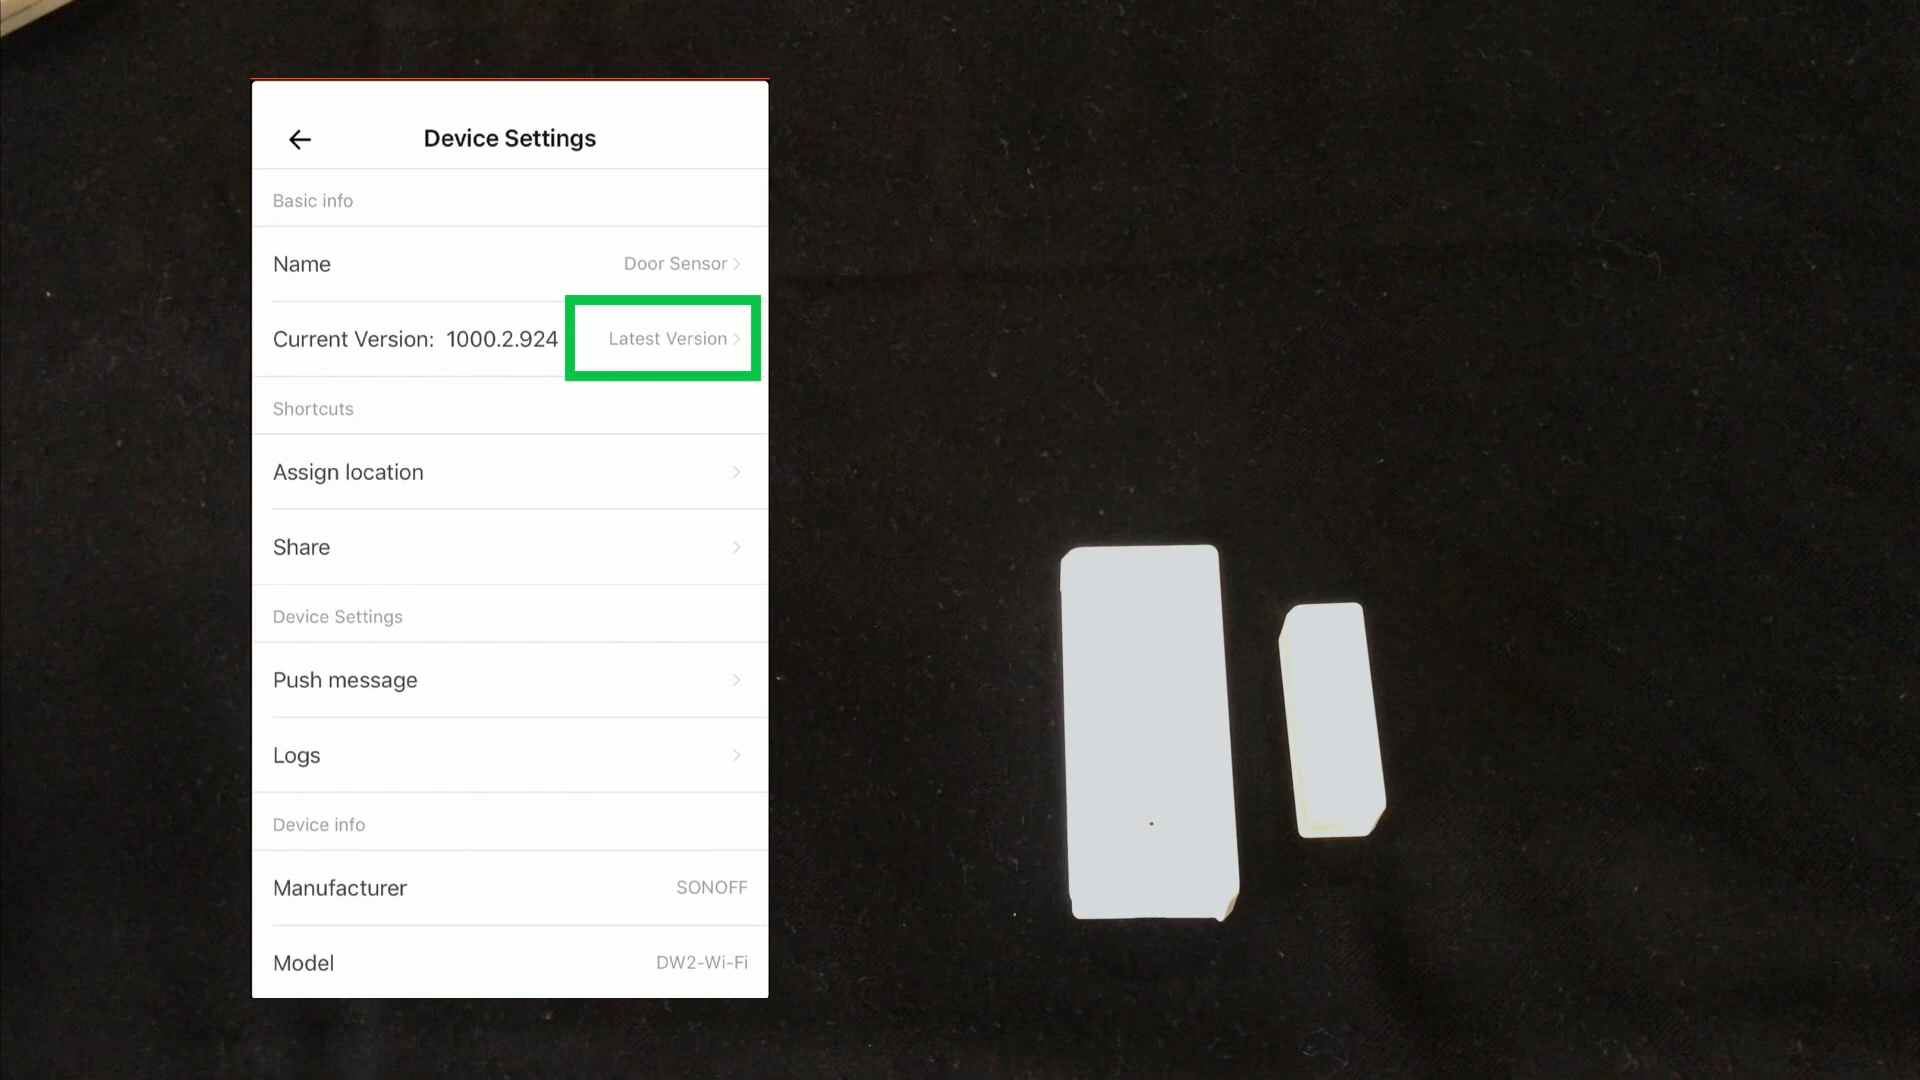 Device Settings
Basic info
Name Door Sensor
Current Version: 1000.2.924 Latest Version
Shortcuts
Assign location
Share
Device Settings
Push message
Logs
Device info
Manufacturer SONOFF
Model DW2-Wi-Fi